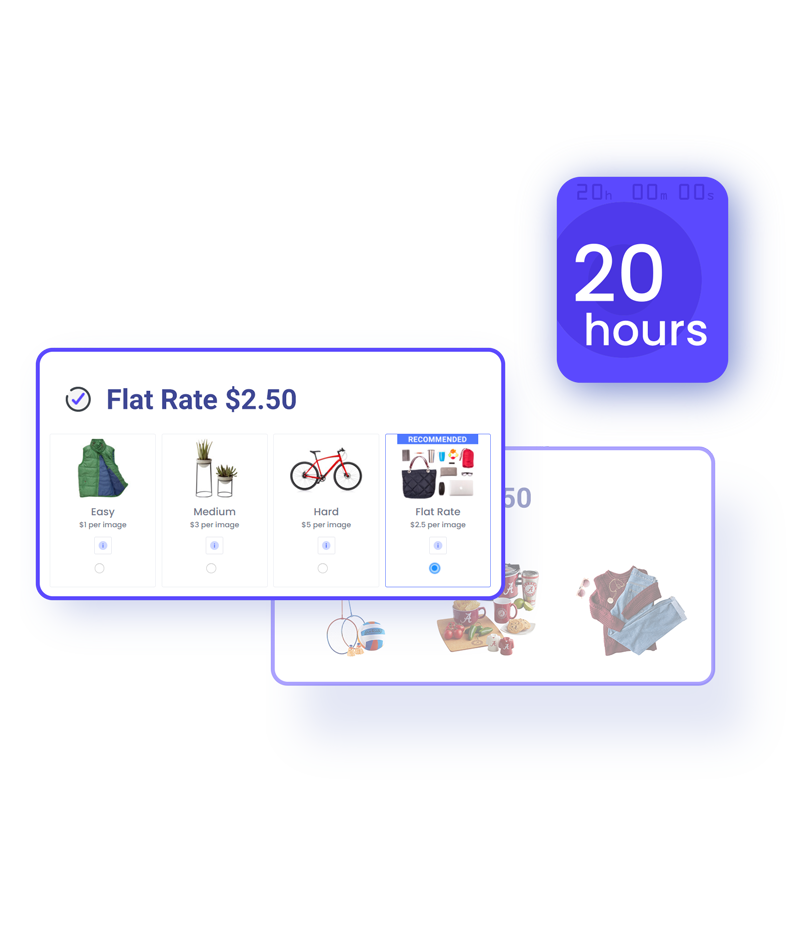 20h 00m 00s
20
hours
Flat Rate $2.50
RECOMMENDED
Easy
$1 per image
Medium
$3 per image
Hard
$5 per image
Flat Rate
$2.5 per image
50